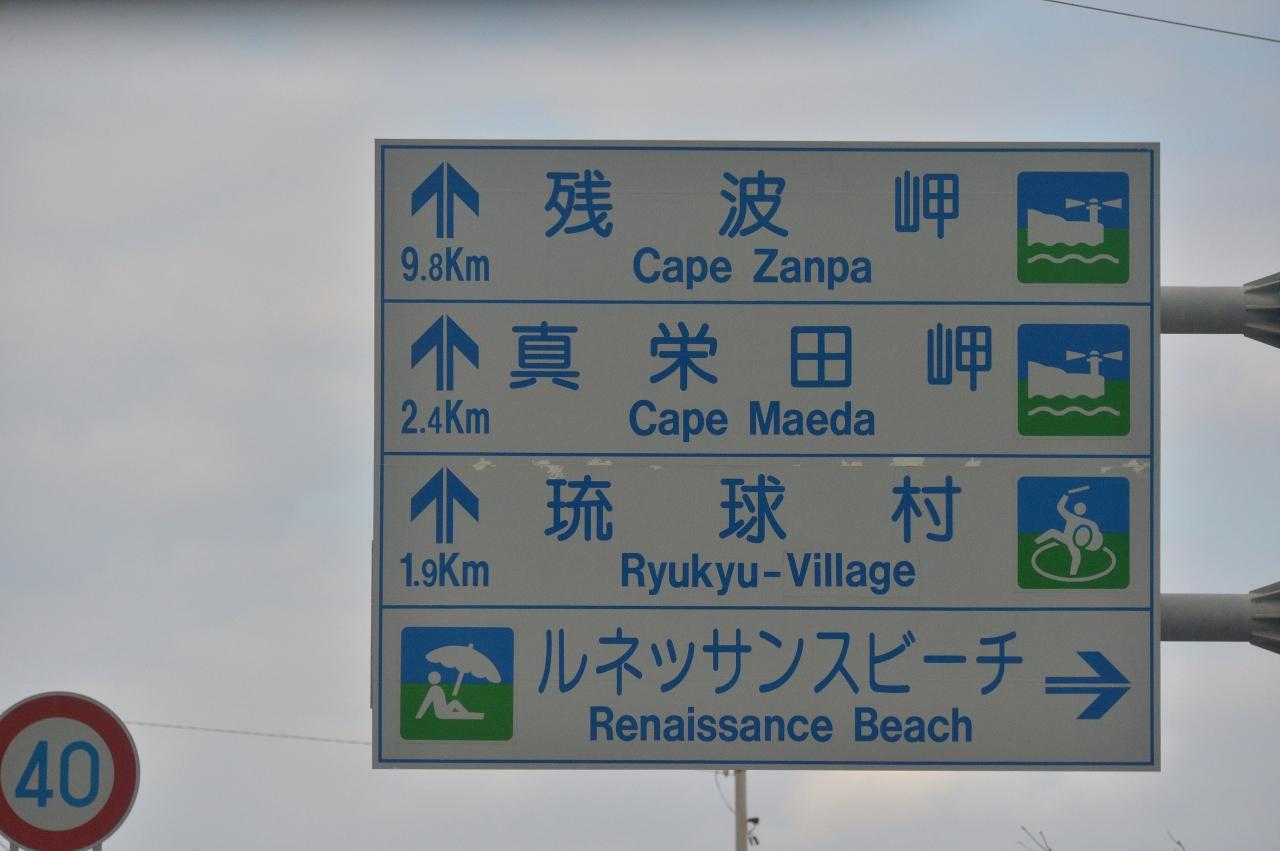 残波岬
9.8Km Cape Zanpa
真栄田岬
2.4Km Cape Maeda
琉球村
1.9Km Ryukyu-Village
ルネッサンスビーチ
Renaissance Beach
40